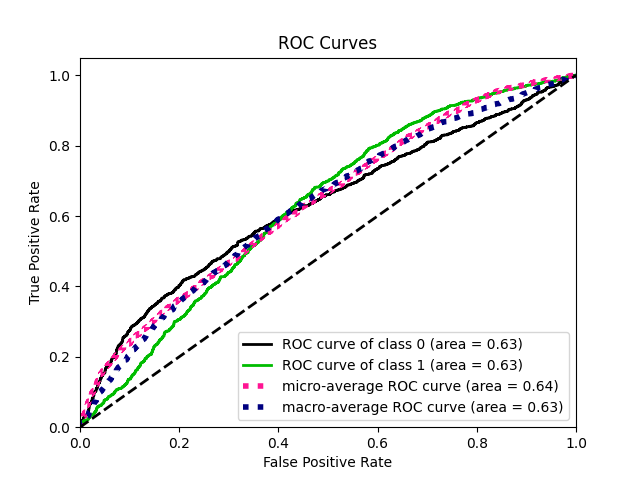 ROC Curves
True Positive Rate
1.0
0.8
0.6
0.4
0.2
0.0
0.0 0.2 0.4 0.6 0.8 1.0
False Positive Rate
ROC curve of class 0 (area = 0.63)
ROC curve of class 1 (area = 0.63)
micro-average ROC curve (area = 0.64)
macro-average ROC curve (area = 0.63)